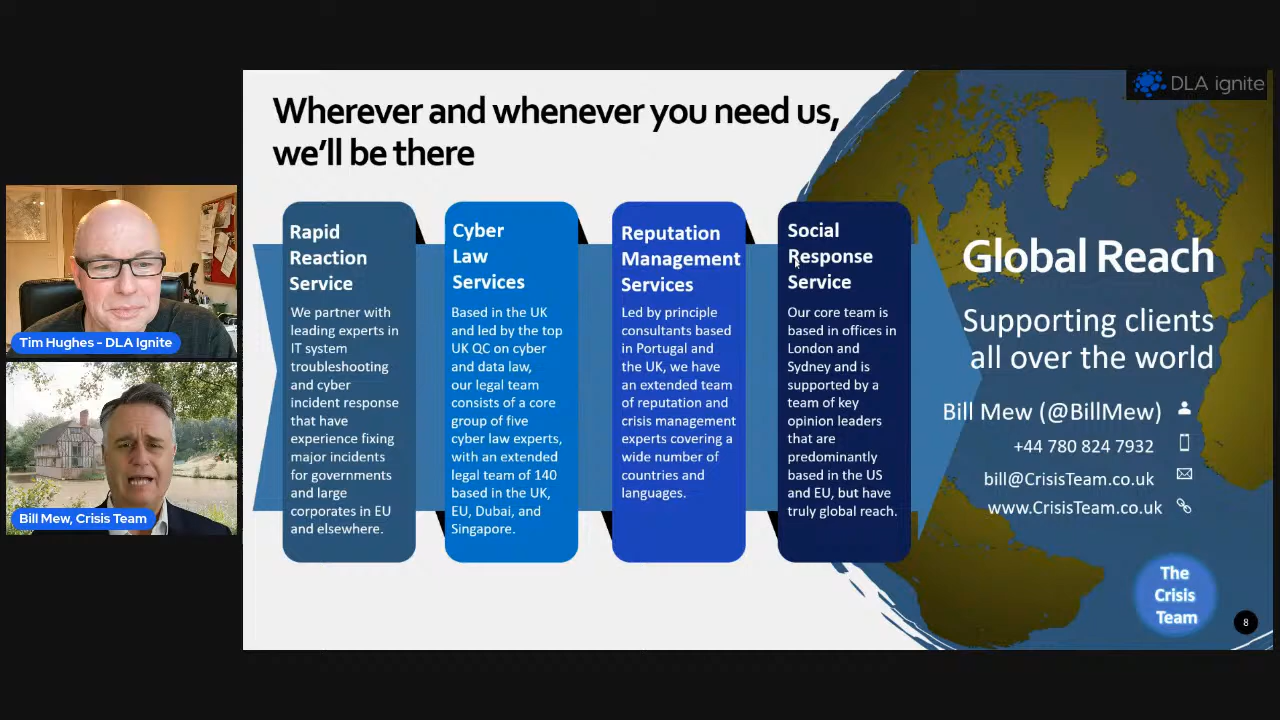 DLA ignite
Wherever and whenever you need us,
we'll be there
Rapid
Reaction
Service
We partner with
leading experts in
IT system
troubleshooting
and cyber
incident response
that have
experience fixing
major incidents
for governments
and large
corporates in EU
and elsewhere.
Cyber
Law
Services
Based in the UK
and led by the top
UK QC on cyber
and data law,
our legal team
consists of a core
group of five
cyber law experts,
with an extended
legal team of 140
based in the UK,
EU, Dubai, and
Singapore.
Reputation
Management
Services
Led by principle
consultants based
in Portugal and
the UK, we have
an extended team
of reputation and
crisis management
experts covering a
wide number of
countries and
languages.
Social
Response
Service
Our core team is
based in offices in
London and
Sydney and is
supported by a
team of key
opinion leaders
that are
predominantly
based in the US
and EU, but have
truly global reach.
Global Reach
Supporting clients
all over the world
Bill Mew (@BillMew)
+44 780 824 7932
bill@CrisisTeam.co.uk
www.CrisisTeam.co.uk
The
Crisis
Team
8
Tim Hughes - DLA Ignite
Bill Mew, Crisis Team